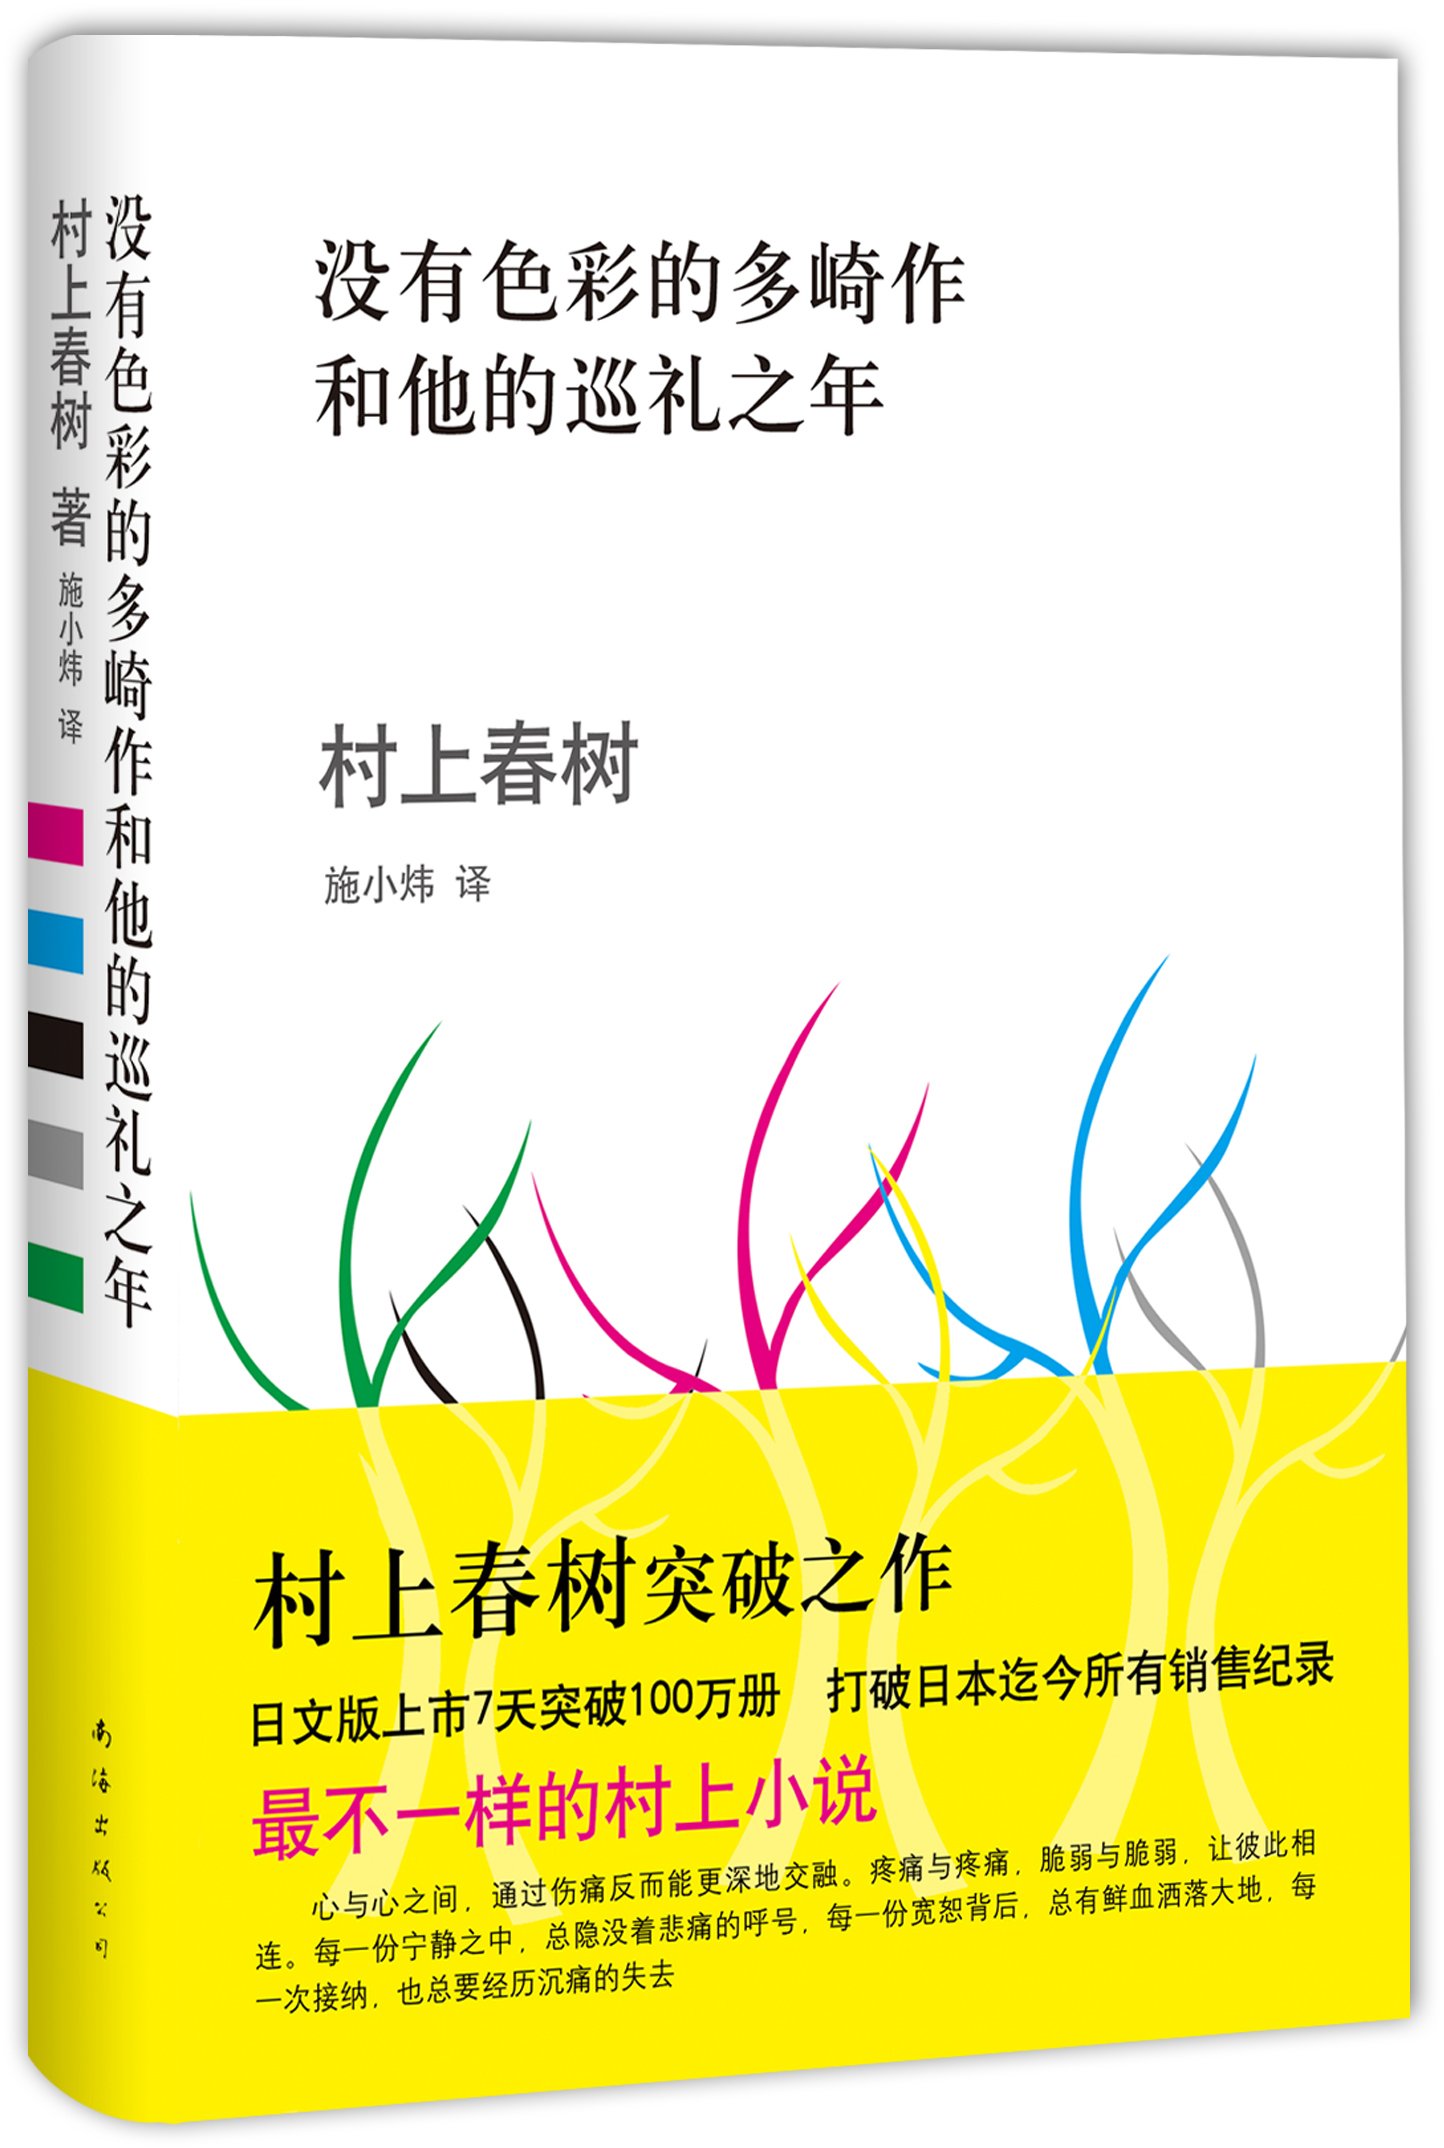 没有色彩的多崎作和他的巡礼之年
村上春树 著 施小炜 译
南海出版公司
没有色彩的多崎作
和他的巡礼之年
村上春树
施小炜 译
村上春树突破之作
日文版上市7天突破100万册 打破日本迄今所有销售纪录
最不一样的村上小说
心与心之间，通过伤痛反而能更深地交融。疼痛与疼痛，脆弱与脆弱，让彼此相
连。每一份宁静之中，总隐没着悲痛的呼号，每一份宽恕背后，总有鲜血洒落大地，每
一次接纳，也总要经历沉痛的失去